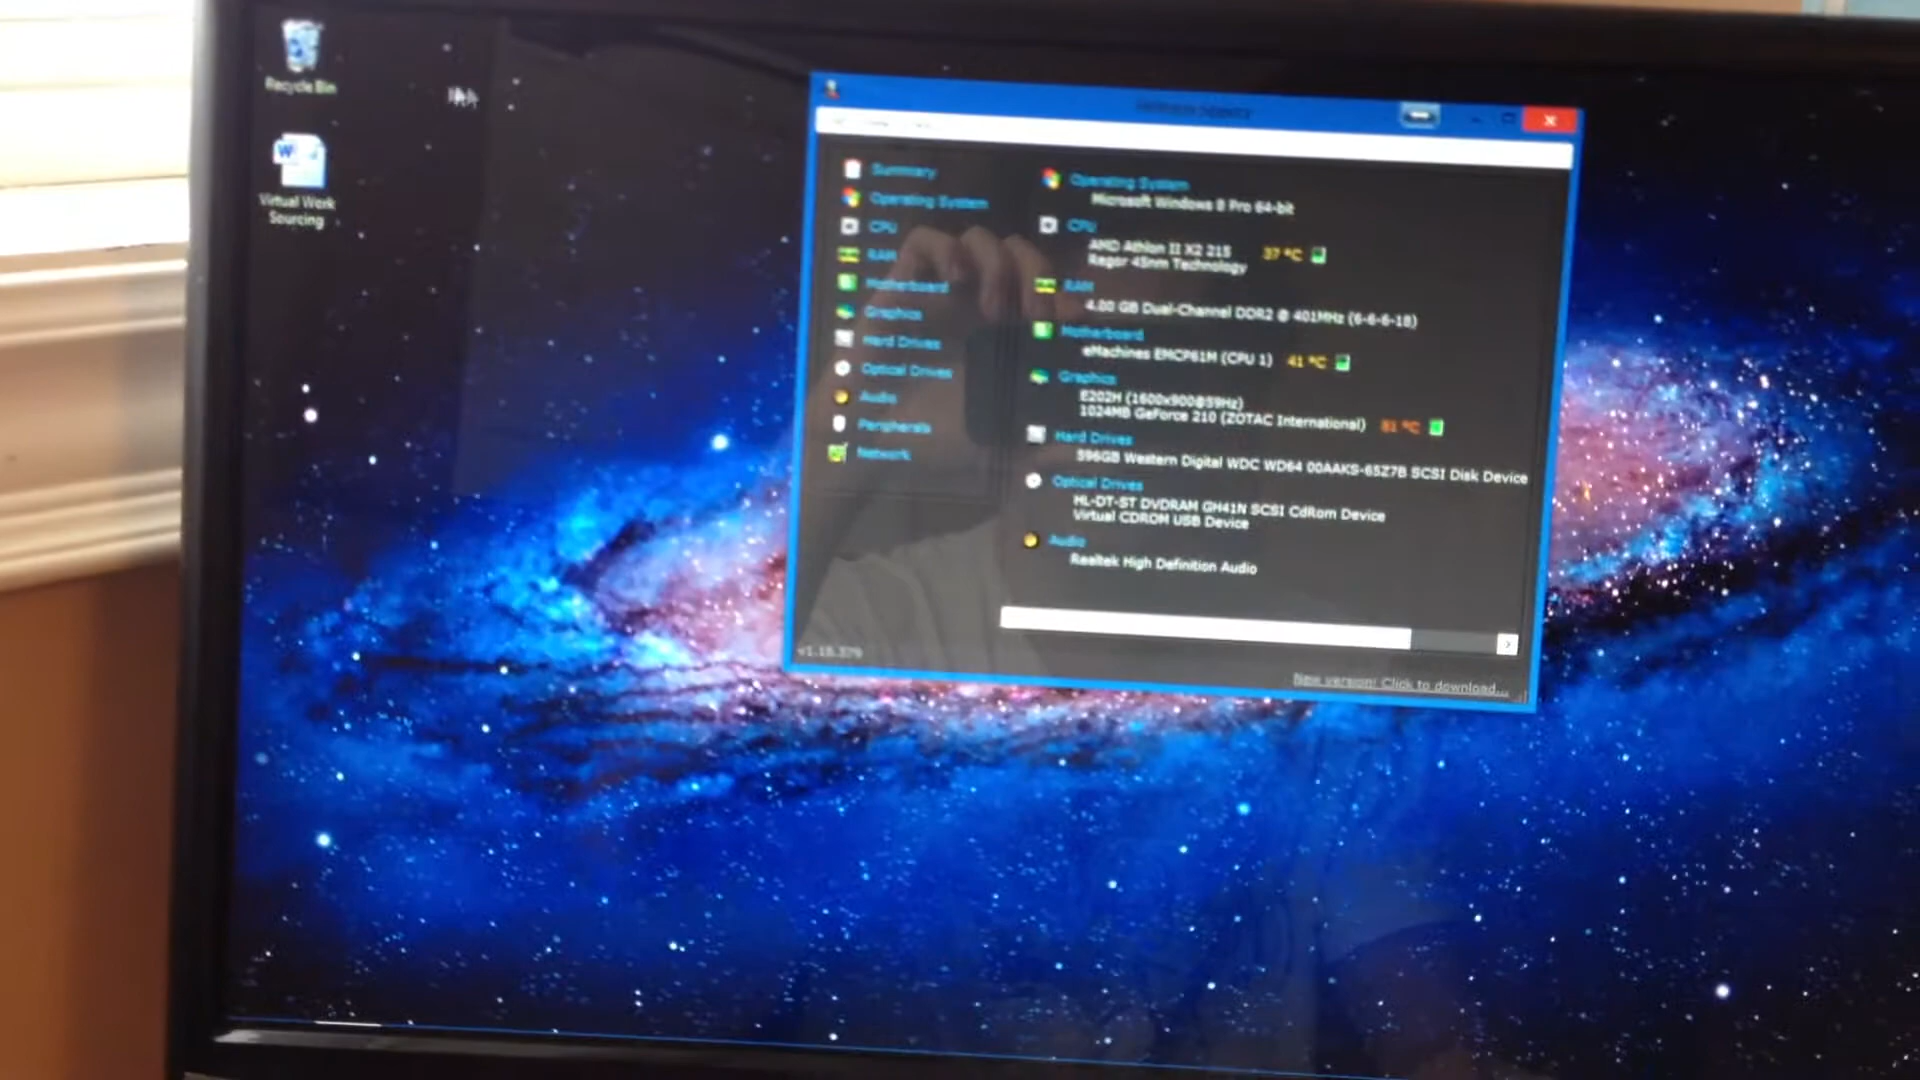 Recycle Bin
Virtual Work
Sourcing
Summary
Operating System
CPU
RAM
Motherboard
Graphics
Hard Drives
Optical Drives
Audio
Peripherals
Network
Operating System
Microsoft Windows 8 Pro 64-bit
CPU
AMD Athlon II X2 215 37 °C
Regor 45nm Technology
RAM
4.00 GB Dual-Channel DDR2 @ 401MHz (6-6-6-18)
Motherboard
eMachines EMCP61M (CPU 1) 41 °C
Graphics
E202H (1600x900@59Hz)
1024MB GeForce 210 (ZOTAC International) 81 °C
Hard Drives
596GB Western Digital WDC WD64 00AAKS-65Z7B SCSI Disk Device
Optical Drives
HL-DT-ST DVDRAM GH41N SCSI CdRom Device
Virtual CDROM USB Device
Audio
Realtek High Definition Audio
New version! Click to download...